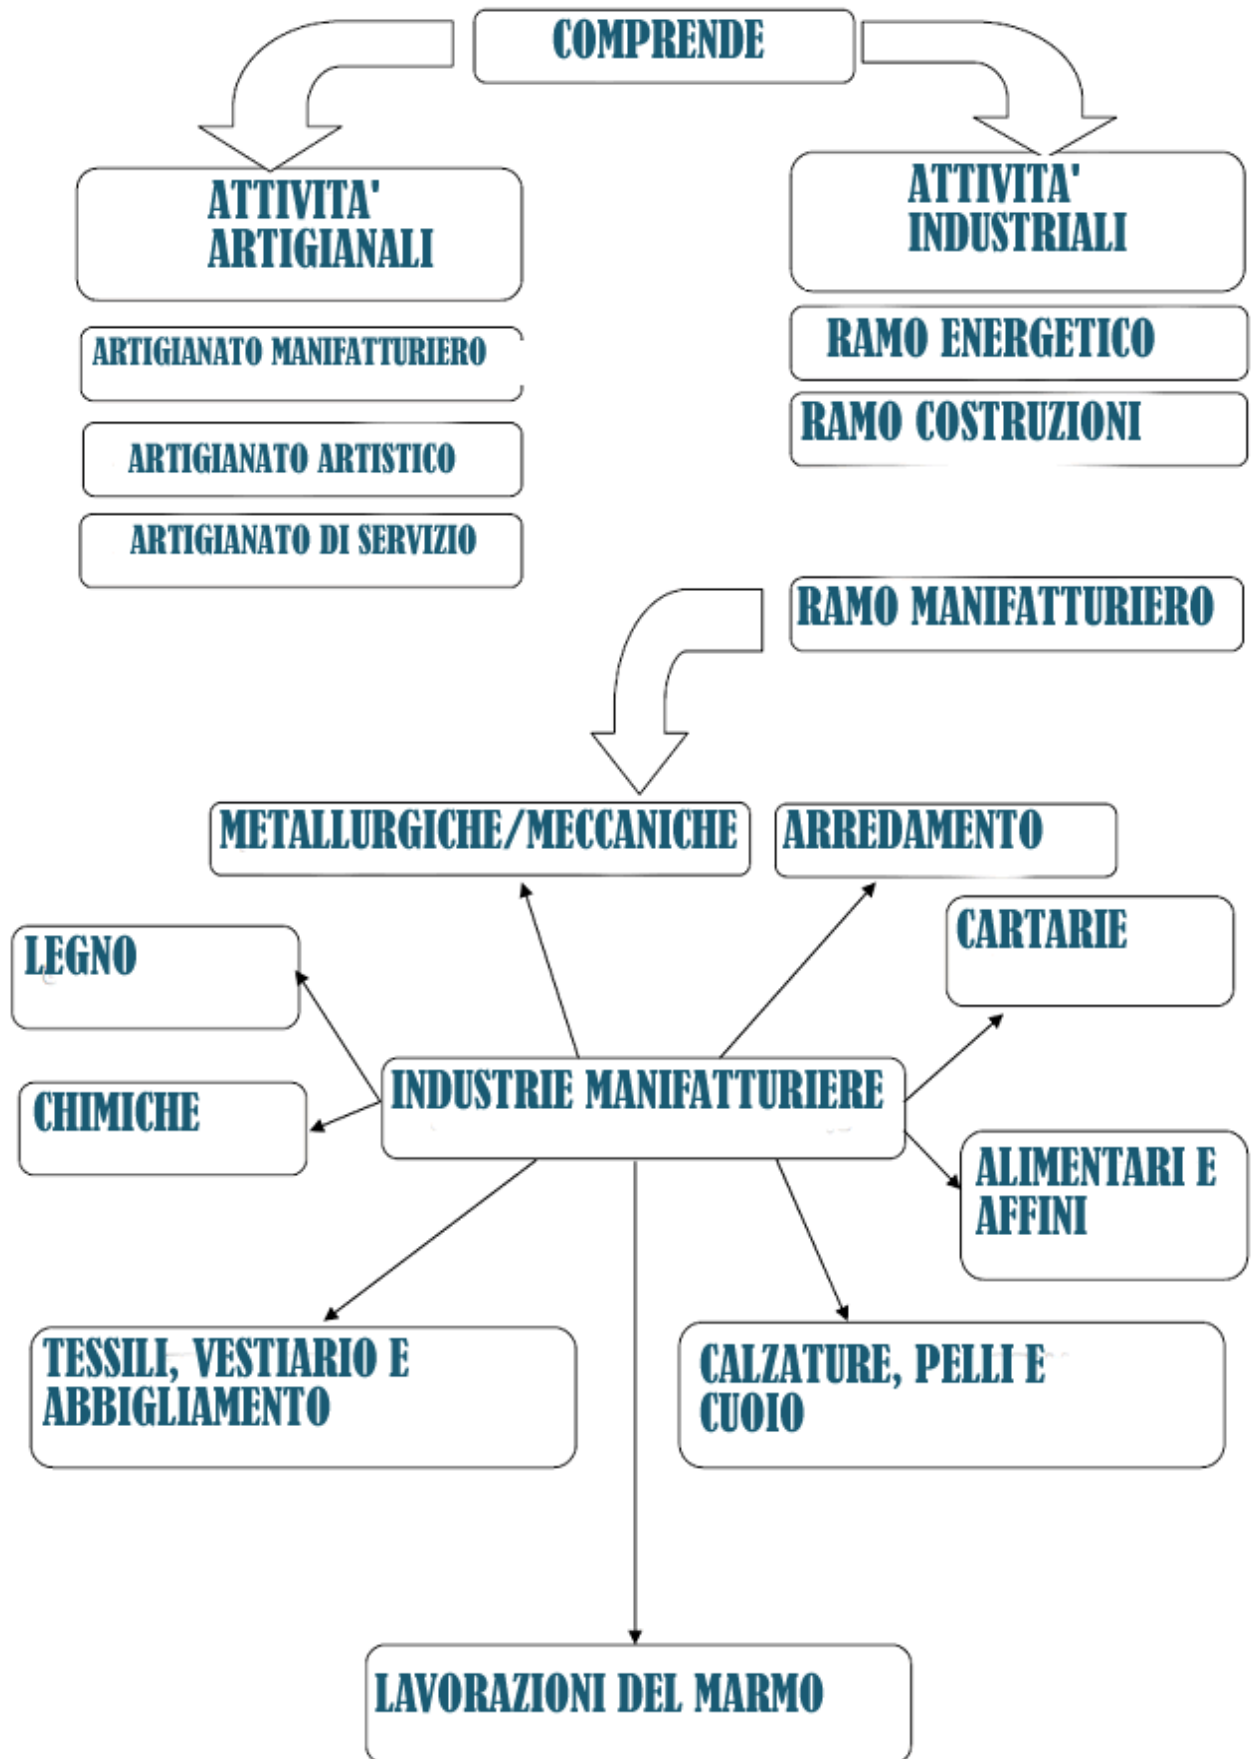 COMPRENDE
ATTIVITA'
ARTIGIANALI
ATTIVITA'
INDUSTRIALI
ARTIGIANATO MANIFATTURIERO
RAMO ENERGETICO
RAMO COSTRUZIONI
ARTIGIANATO ARTISTICO
ARTIGIANATO DI SERVIZIO
RAMO MANIFATTURIERO
METALLURGICHE/MECCANICHE
ARREDAMENTO
CARTARIE
LEGNO
INDUSTRIE MANIFATTURIERE
CHIMICHE
ALIMENTARI E
AFFINI
TESSILI, VESTIARIO E
ABBIGLIAMENTO
CALZATURE, PELLI E
CUOIO
LAVORAZIONI DEL MARMO